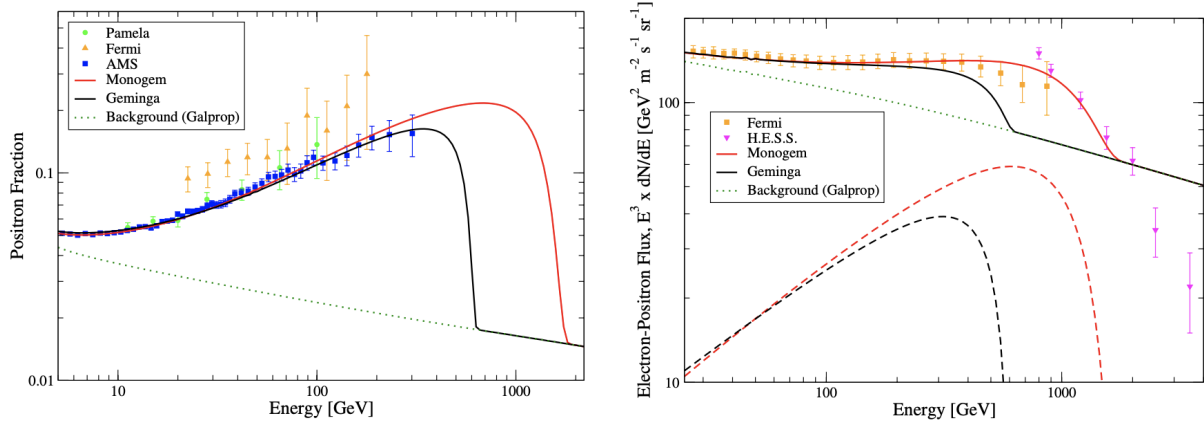 Positron Fraction
0.1
0.01
Pamela
Fermi
AMS
Monogem
Geminga
Background (Galprop)
10
100
1000
Energy [GeV]
Electron-Positron Flux, E³ x dN/dE [GeV² m⁻² s⁻¹ sr⁻¹]
100
10
Fermi
H.E.S.S.
Monogem
Geminga
Background (Galprop)
100
1000
Energy [GeV]